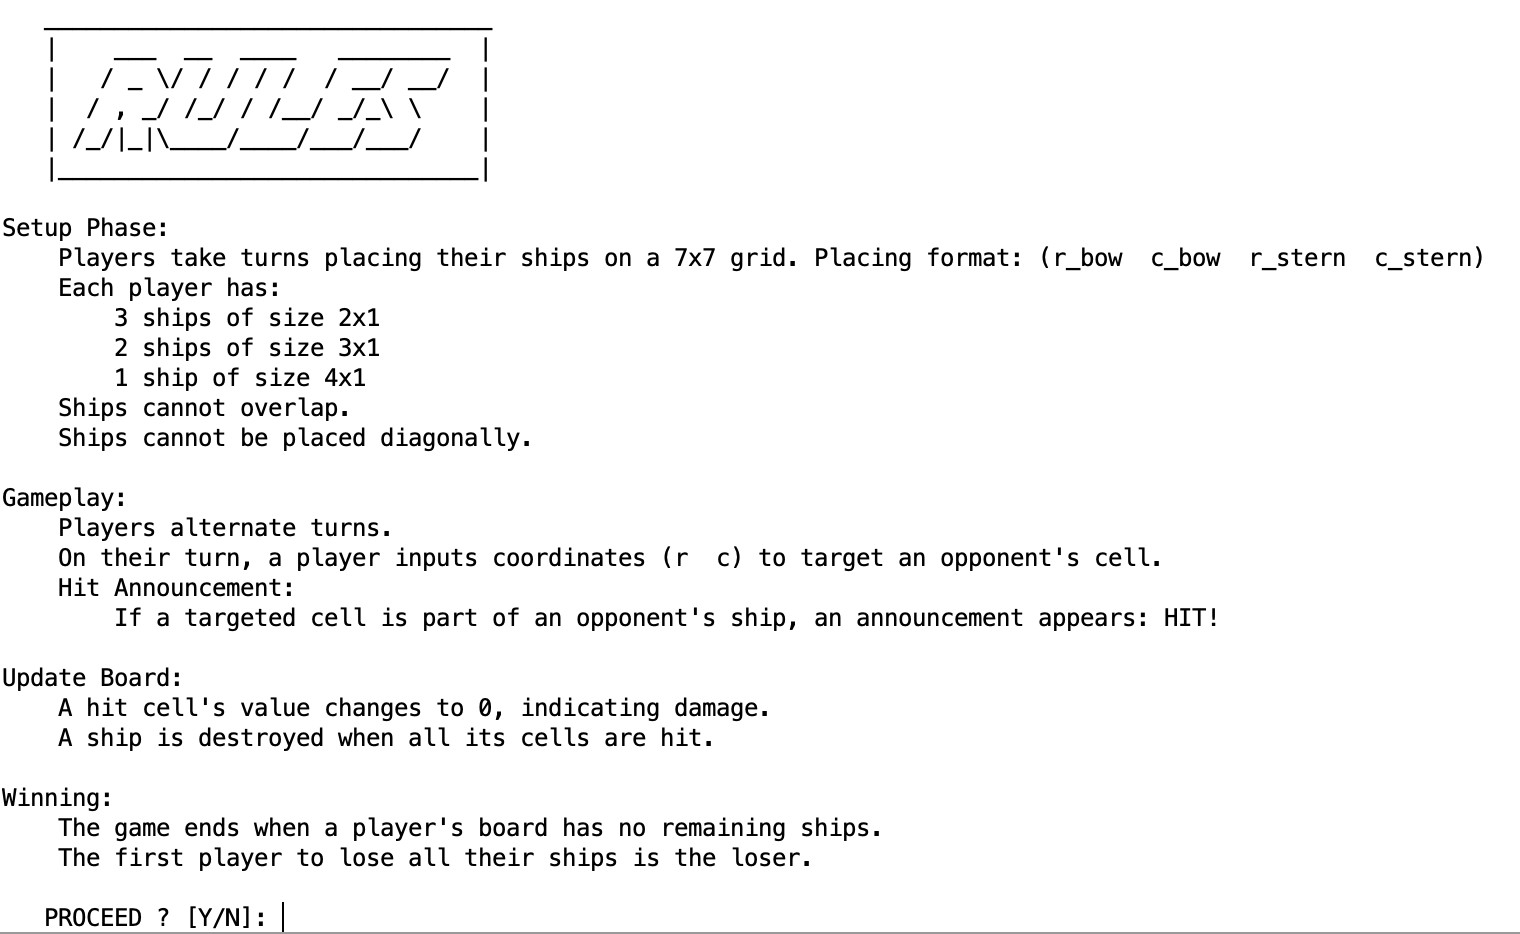 RULES
Setup Phase:
Players take turns placing their ships on a 7x7 grid. Placing format: (r_bow  c_bow  r_stern  c_stern)
Each player has:
3 ships of size 2x1
2 ships of size 3x1
1 ship of size 4x1
Ships cannot overlap.
Ships cannot be placed diagonally.
Gameplay:
Players alternate turns.
On their turn, a player inputs coordinates (r  c) to target an opponent's cell.
Hit Announcement:
If a targeted cell is part of an opponent's ship, an announcement appears: HIT!
Update Board:
A hit cell's value changes to 0, indicating damage.
A ship is destroyed when all its cells are hit.
Winning:
The game ends when a player's board has no remaining ships.
The first player to lose all their ships is the loser.
PROCEED ? [Y/N]: